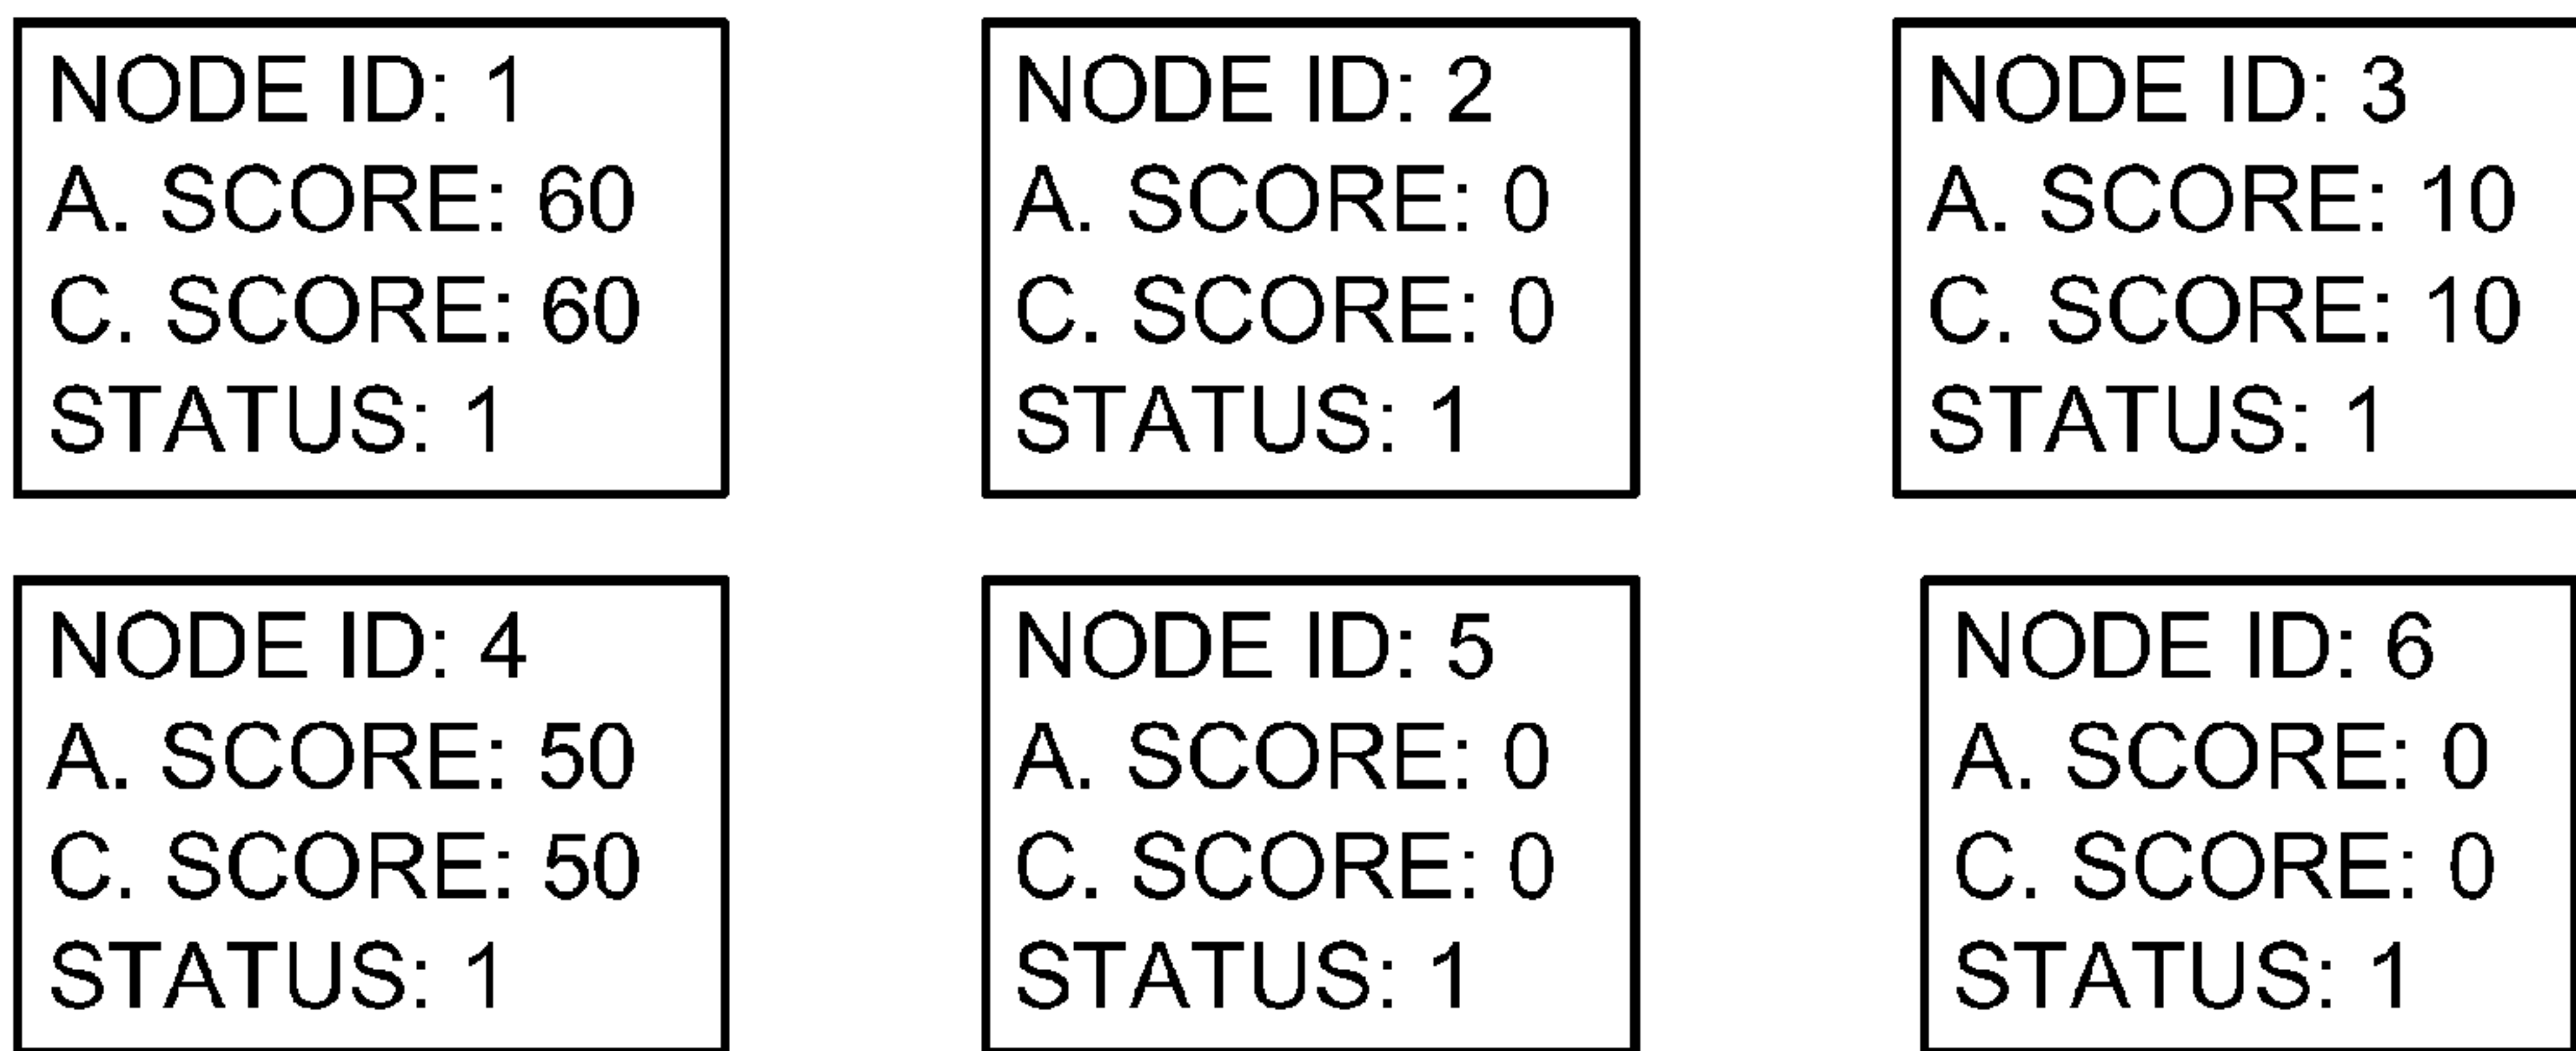 NODE ID: 1
A. SCORE: 60
C. SCORE: 60
STATUS: 1
NODE ID: 2
A. SCORE: 0
C. SCORE: 0
STATUS: 1
NODE ID: 3
A. SCORE: 10
C. SCORE: 10
STATUS: 1
NODE ID: 4
A. SCORE: 50
C. SCORE: 50
STATUS: 1
NODE ID: 5
A. SCORE: 0
C. SCORE: 0
STATUS: 1
NODE ID: 6
A. SCORE: 0
C. SCORE: 0
STATUS: 1